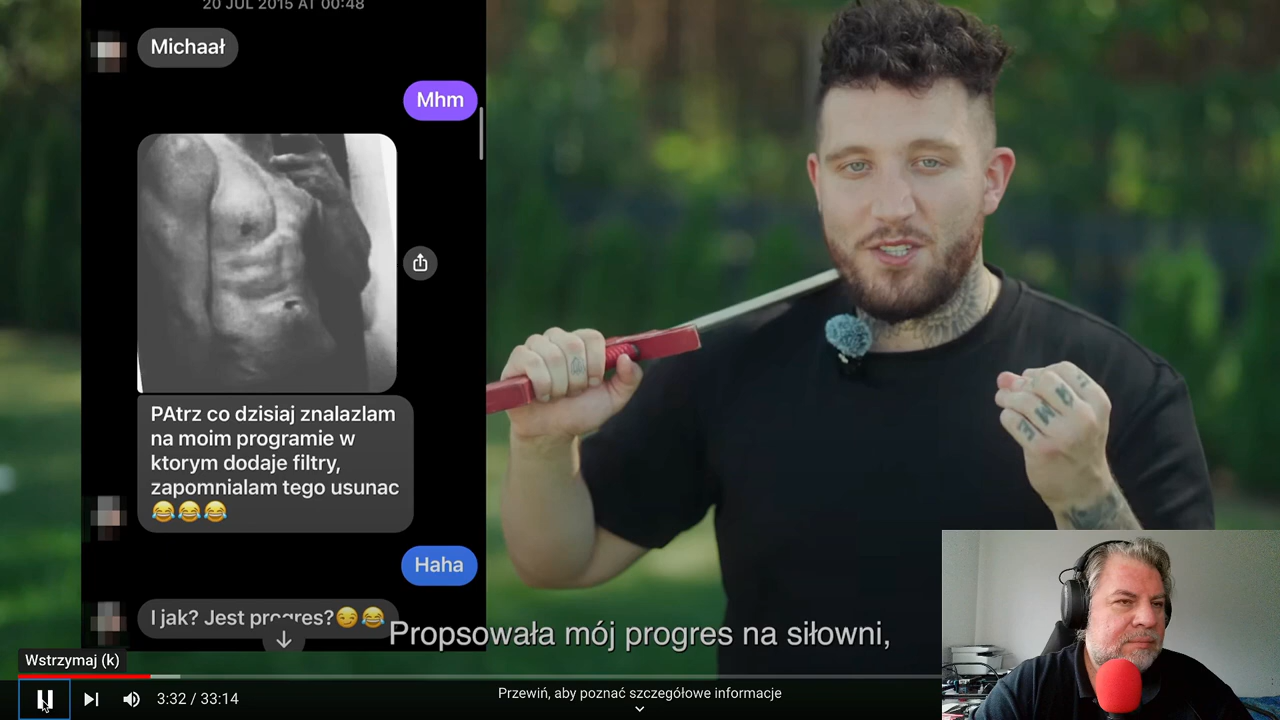 20 JUL 2015 AT 00:48
Michaał
Mhm
PAtrz co dzisiaj znalazlam
na moim programie w
ktorym dodaje filtry,
zapomnialam tego usunac
😂😂😂
Haha
I jak? Jest progres?😏😂
Propsowała mój progres na siłowni,
Wstrzymaj (k)
3:32 / 33:14
Przewiń, aby poznać szczegółowe informacje